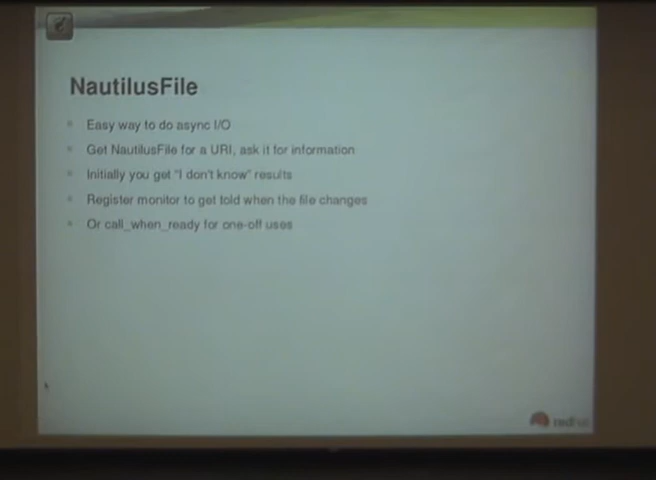 NautilusFile
Easy way to do async I/O
Get NautilusFile for a URI, ask it for information
Initially you get "I don't know" results
Register monitor to get told when the file changes
Or call_when_ready for one-off uses
redhat